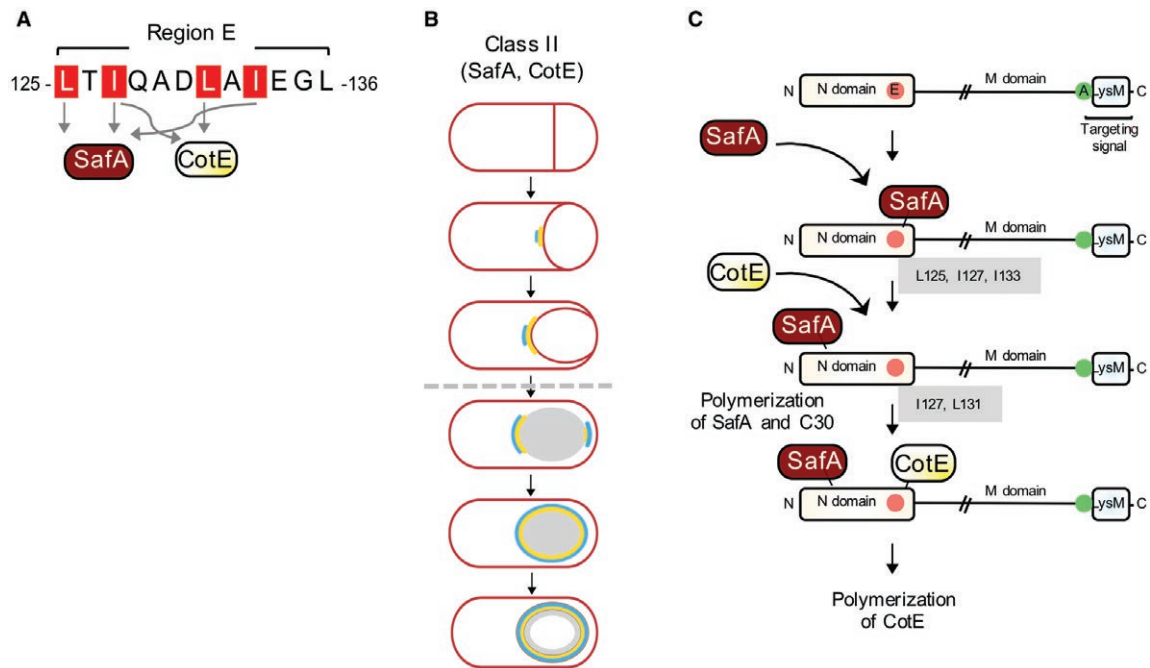 A
Region E
125 - LTIQADLAIEGL -136
SafA
CotE
B
Class II
(SafA, CotE)
C
N
N domain
E
M domain
A
LysM
C
Targeting
signal
SafA
SafA
N
N domain
M domain
LysM
C
L125, I127, I133
CotE
SafA
N
N domain
M domain
LysM
C
I127, L131
Polymerization
of SafA and C30
SafA
CotE
N
N domain
M domain
LysM
C
Polymerization
of CotE